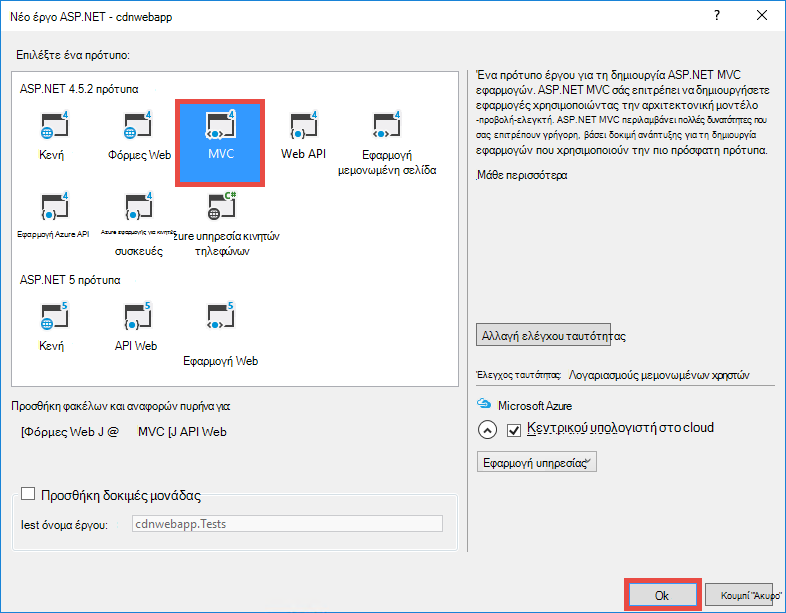 Νέο έργο ASP.NET - cdnwebapp
Επιλέξτε ένα πρότυπο:
ASP.NET 4.5.2 πρότυπα
Κενή
Φόρμες Web
MVC
Web API
Εφαρμογή μεμονωμένη σελίδα
Εφαρμογή Azure API
Azure εφαρμογής για κινητές συσκευές
Azure υπηρεσία κινητών τηλεφώνων
ASP.NET 5 πρότυπα
Κενή
API Web
Εφαρμογή Web
Προσθήκη φακέλων και αναφορών πυρήνα για
[Φόρμες Web J @ MVC [J API Web
Προσθήκη δοκιμές μονάδας
lest όνομα έργου: cdnwebapp.Tests
Ένα πρότυπο έργου για τη δημιουργία ASP.NET MVC
εφαρμογών. ASP.NET MVC σάς επιτρέπει να δημιουργήσετε
εφαρμογές χρησιμοποιώντας την αρχιτεκτονική μοντέλο
-προβολή-ελεγκτή. ASP.NET MVC περιλαμβάνει πολλές δυνατότητες που
σας επιτρέπουν γρήγορη, βάσει δοκιμή ανάπτυξης για τη δημιουργία
εφαρμογών που χρησιμοποιούν την πιο πρόσφατη πρότυπα.
Μάθε περισσότερα
Αλλαγή ελέγχου ταυτότητας
Έλεγχος ταυτότητας: Λογαριασμούς μεμονωμένων χρηστών
Microsoft Azure
Κεντρικού υπολογιστή στο cloud
Εφαρμογή υπηρεσίας
Ok
Κουμπί "Άκυρο"